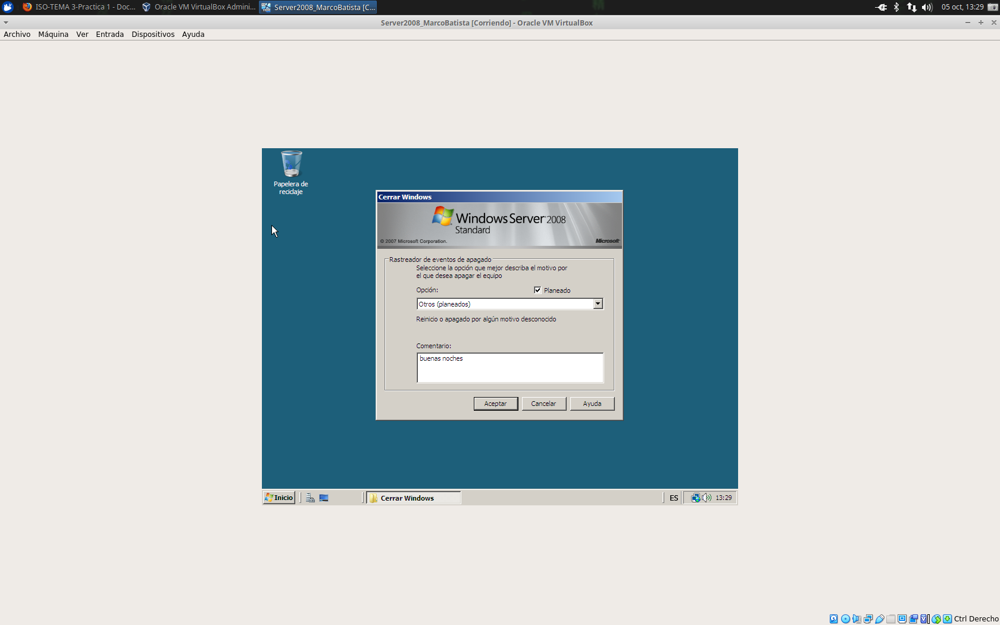 ISO-TEMA 3-Practica 1 - Doc...
Oracle VM VirtualBox Admini...
Server2008_MarcoBatista [C...
05 oct, 13:29
Server2008_MarcoBatista [Corriendo] - Oracle VM VirtualBox
Archivo Máquina Ver Entrada Dispositivos Ayuda
Papelera de
reciclaje
Cerrar Windows
Windows Server 2008
Standard
© 2007 Microsoft Corporation.
Microsoft
Rastreador de eventos de apagado
Seleccione la opción que mejor describa el motivo por
el que desea apagar el equipo
Opción:
Planeado
Otros (planeados)
Reinicio o apagado por algún motivo desconocido
Comentario:
buenas noches
Aceptar Cancelar Ayuda
Inicio
Cerrar Windows
ES
13:29
Ctrl Derecho